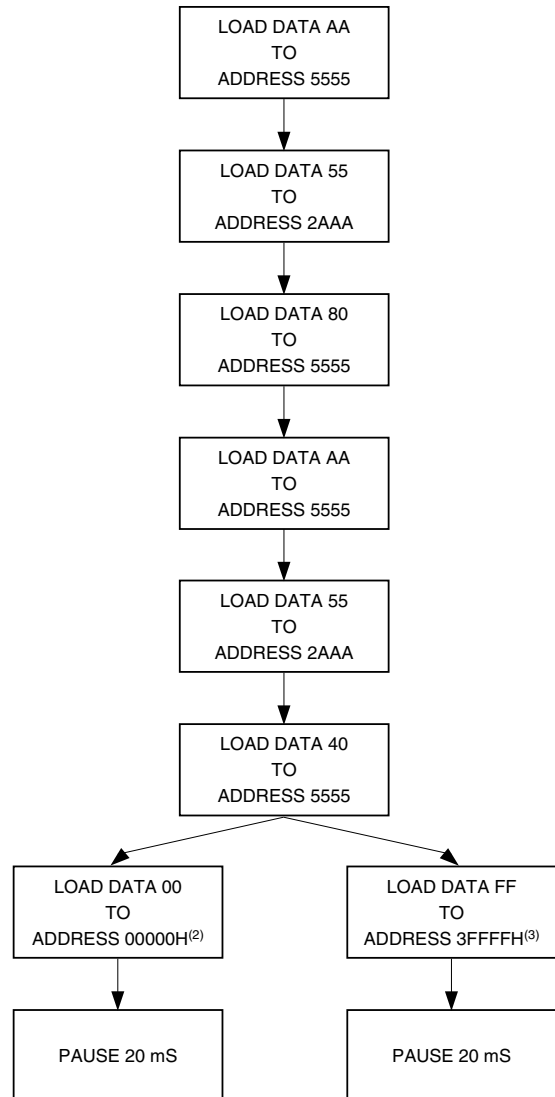 LOAD DATA AA
TO
ADDRESS 5555
LOAD DATA 55
TO
ADDRESS 2AAA
LOAD DATA 80
TO
ADDRESS 5555
LOAD DATA AA
TO
ADDRESS 5555
LOAD DATA 55
TO
ADDRESS 2AAA
LOAD DATA 40
TO
ADDRESS 5555
LOAD DATA 00
TO
ADDRESS 00000H(2)
LOAD DATA FF
TO
ADDRESS 3FFFFH(3)
PAUSE 20 mS
PAUSE 20 mS